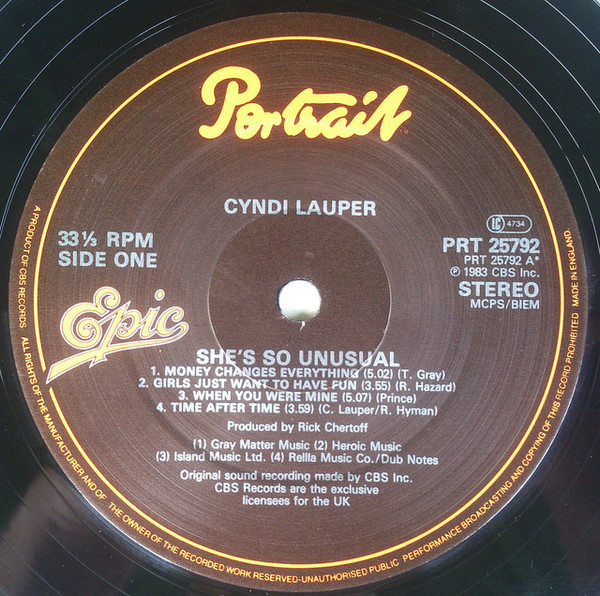 Portrait
TM
CYNDI LAUPER
33⅓ RPM
SIDE ONE
LC 4734
PRT 25792
PRT 25792 A*
℗ 1983 CBS Inc.
STEREO
MCPS/BIEM
Epic
SHE'S SO UNUSUAL
1. MONEY CHANGES EVERYTHING (5.02) (T. Gray)
2. GIRLS JUST WANT TO HAVE FUN (3.55) (R. Hazard)
3. WHEN YOU WERE MINE (5.07) (Prince)
4. TIME AFTER TIME (3.59) (C. Lauper/R. Hyman)
Produced by Rick Chertoff
(1) Gray Matter Music (2) Heroic Music
(3) Island Music Ltd. (4) Rellla Music Co./Dub Notes
Original sound recording made by CBS Inc.
CBS Records are the exclusive
licensees for the UK
A PRODUCT OF CBS RECORDS. ALL RIGHTS OF THE MANUFACTURER AND OF THE OWNER OF THE RECORDED WORK RESERVED-UNAUTHORISED PUBLIC PERFORMANCE BROADCASTING AND COPYING OF THIS RECORD PROHIBITED MADE IN ENGLAND.